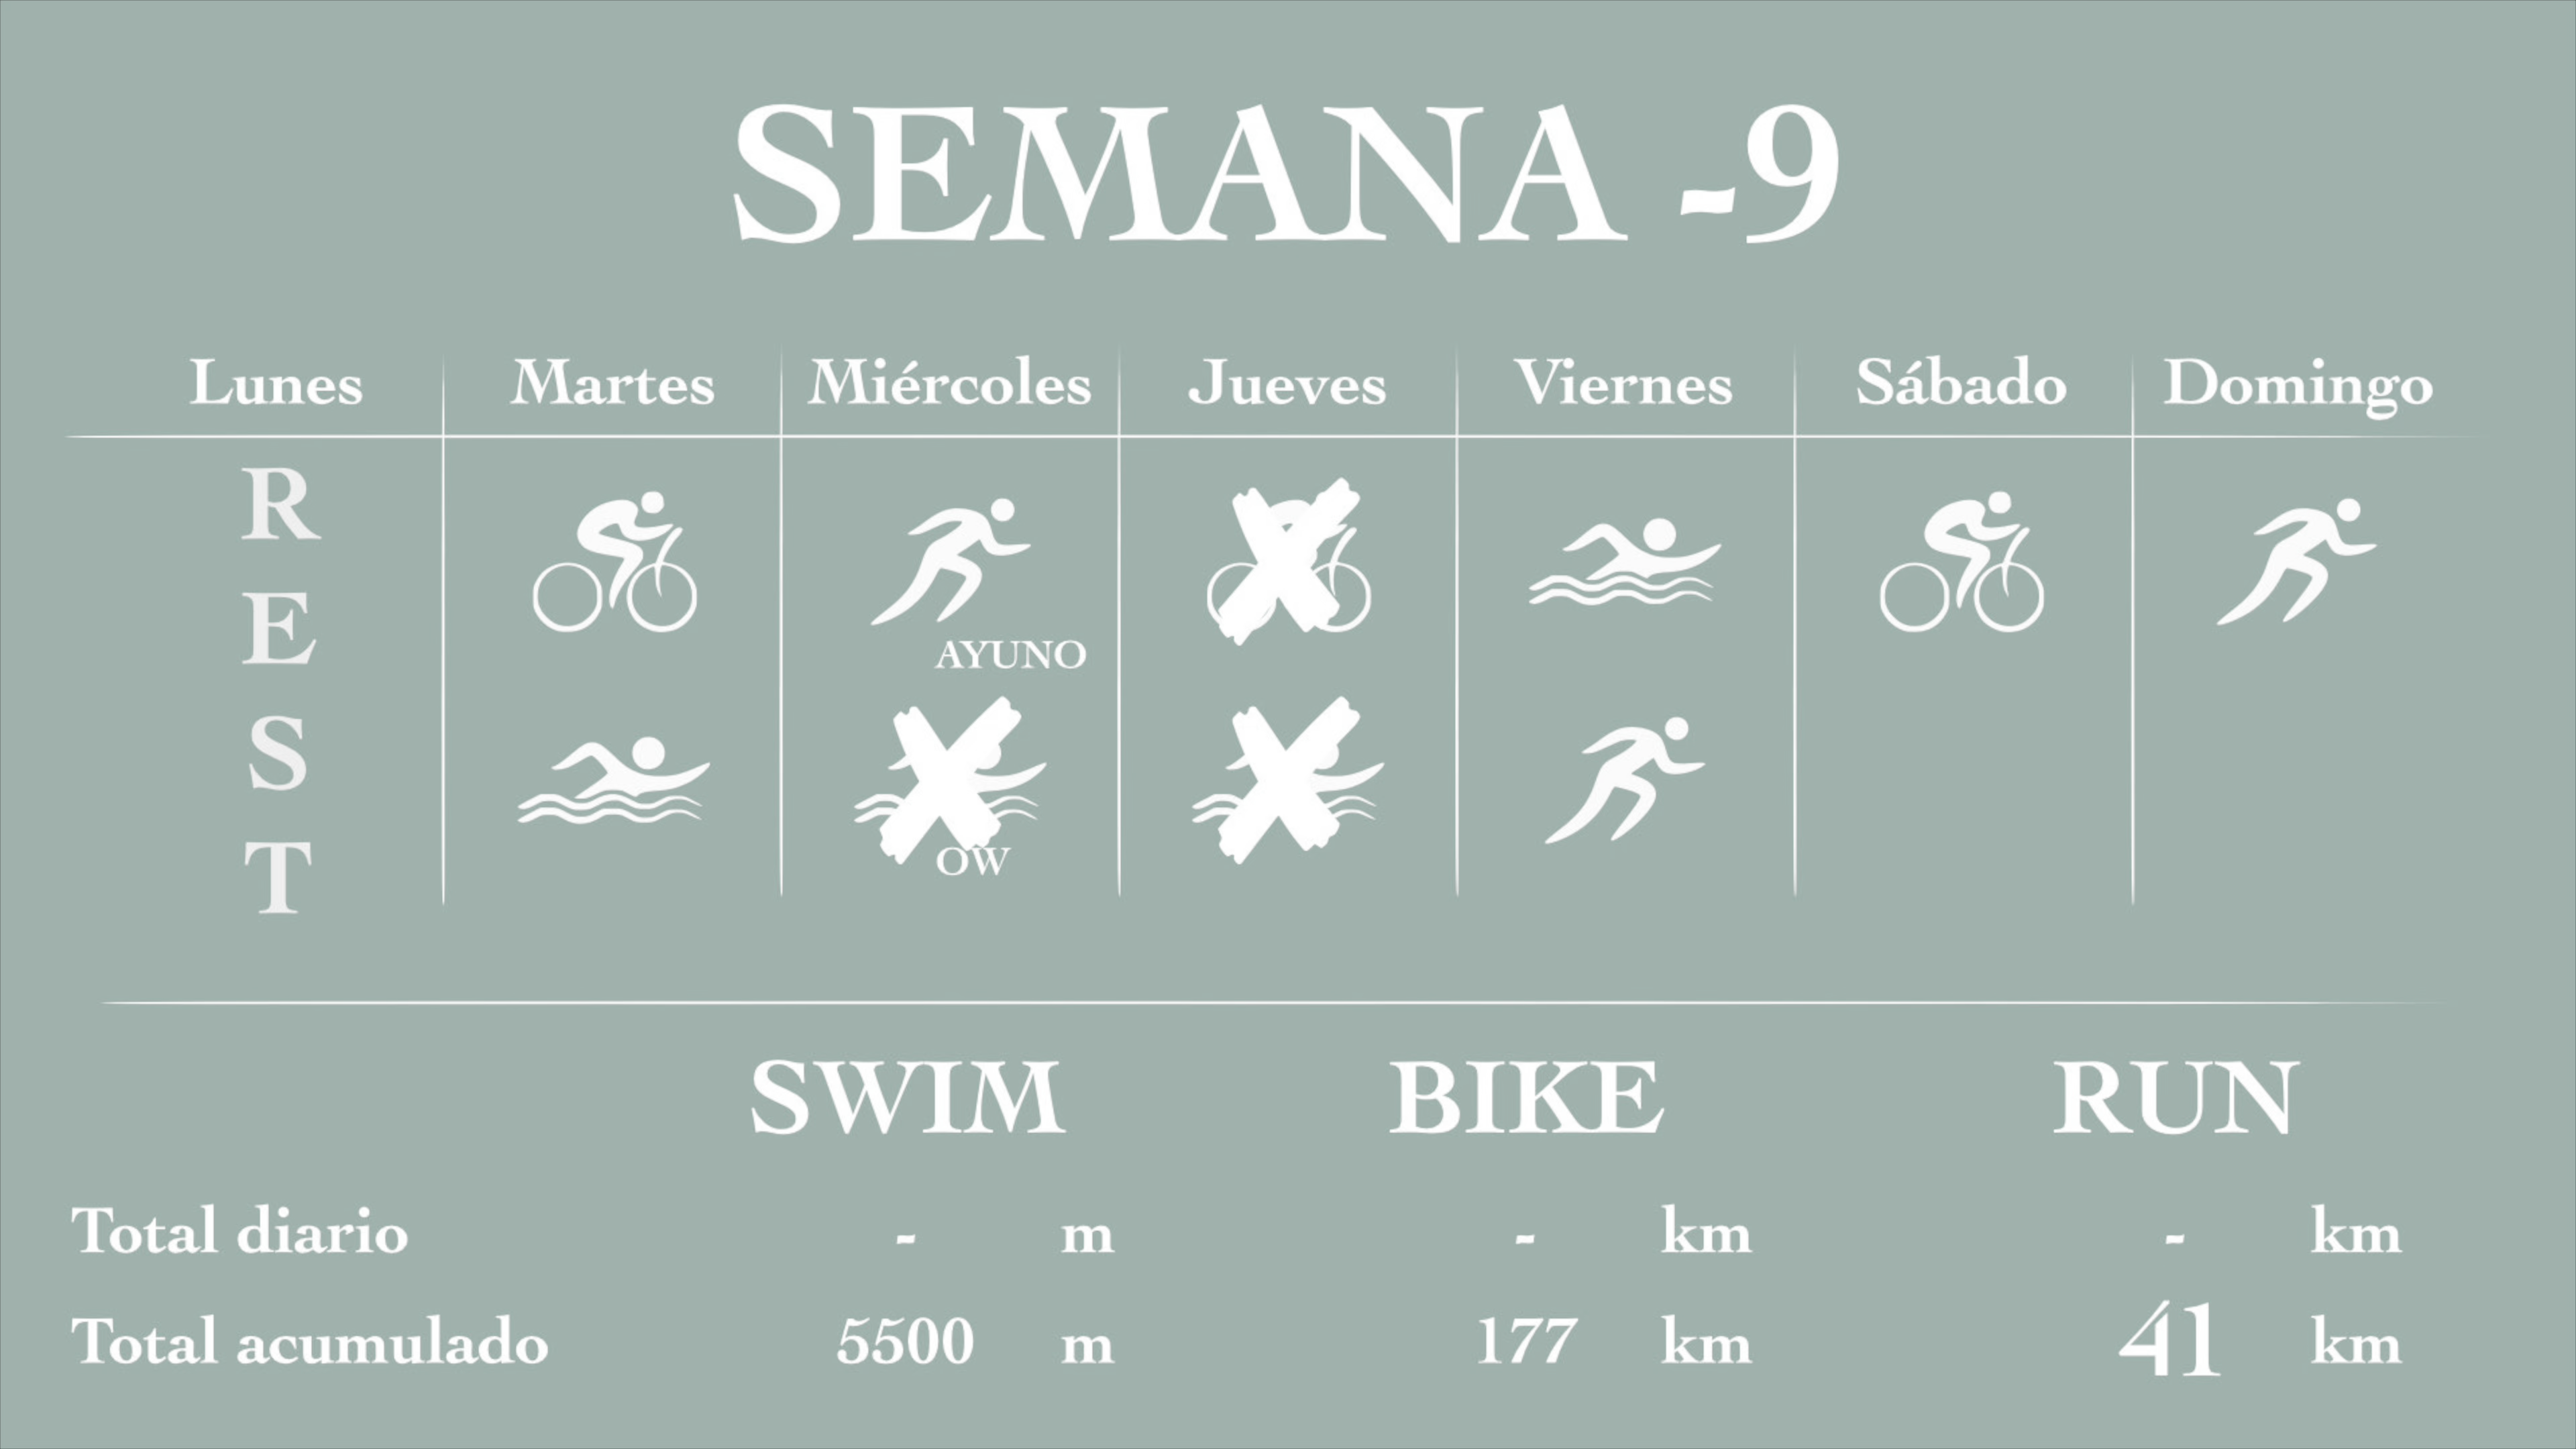 SEMANA -9
Lunes Martes Miércoles Jueves Viernes Sábado Domingo
R
E
S
T
AYUNO
OW
SWIM BIKE RUN
Total diario - m - km - km
Total acumulado 5500 m 177 km 41 km